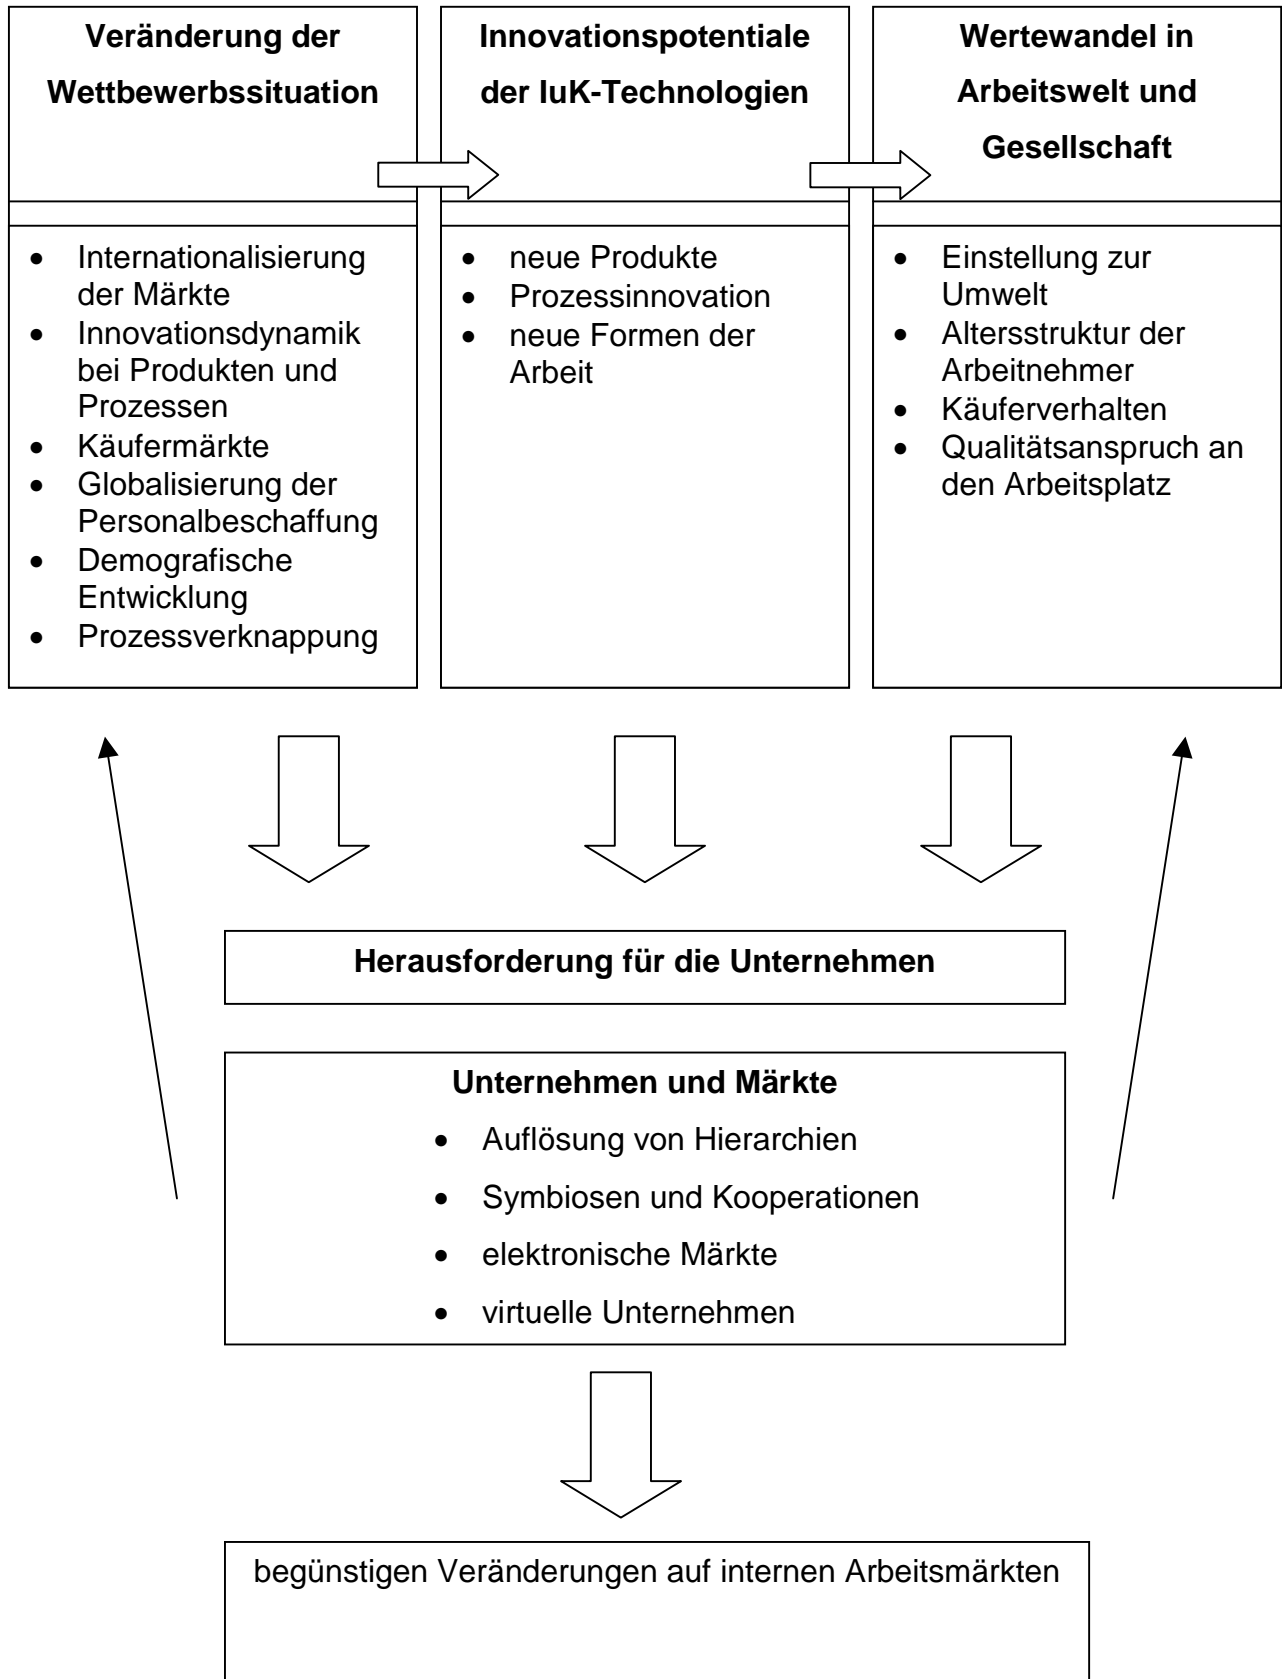 Veränderung der
Wettbewerbssituation
• Internationalisierung
der Märkte
• Innovationsdynamik
bei Produkten und
Prozessen
• Käufermärkte
• Globalisierung der
Personalbeschaffung
• Demografische
Entwicklung
• Prozessverknappung
Innovationspotentiale
der IuK-Technologien
• neue Produkte
• Prozessinnovation
• neue Formen der
Arbeit
Wertewandel in
Arbeitswelt und
Gesellschaft
• Einstellung zur
Umwelt
• Altersstruktur der
Arbeitnehmer
• Käuferverhalten
• Qualitätsanspruch an
den Arbeitsplatz
Herausforderung für die Unternehmen
Unternehmen und Märkte
• Auflösung von Hierarchien
• Symbiosen und Kooperationen
• elektronische Märkte
• virtuelle Unternehmen
begünstigen Veränderungen auf internen Arbeitsmärkten